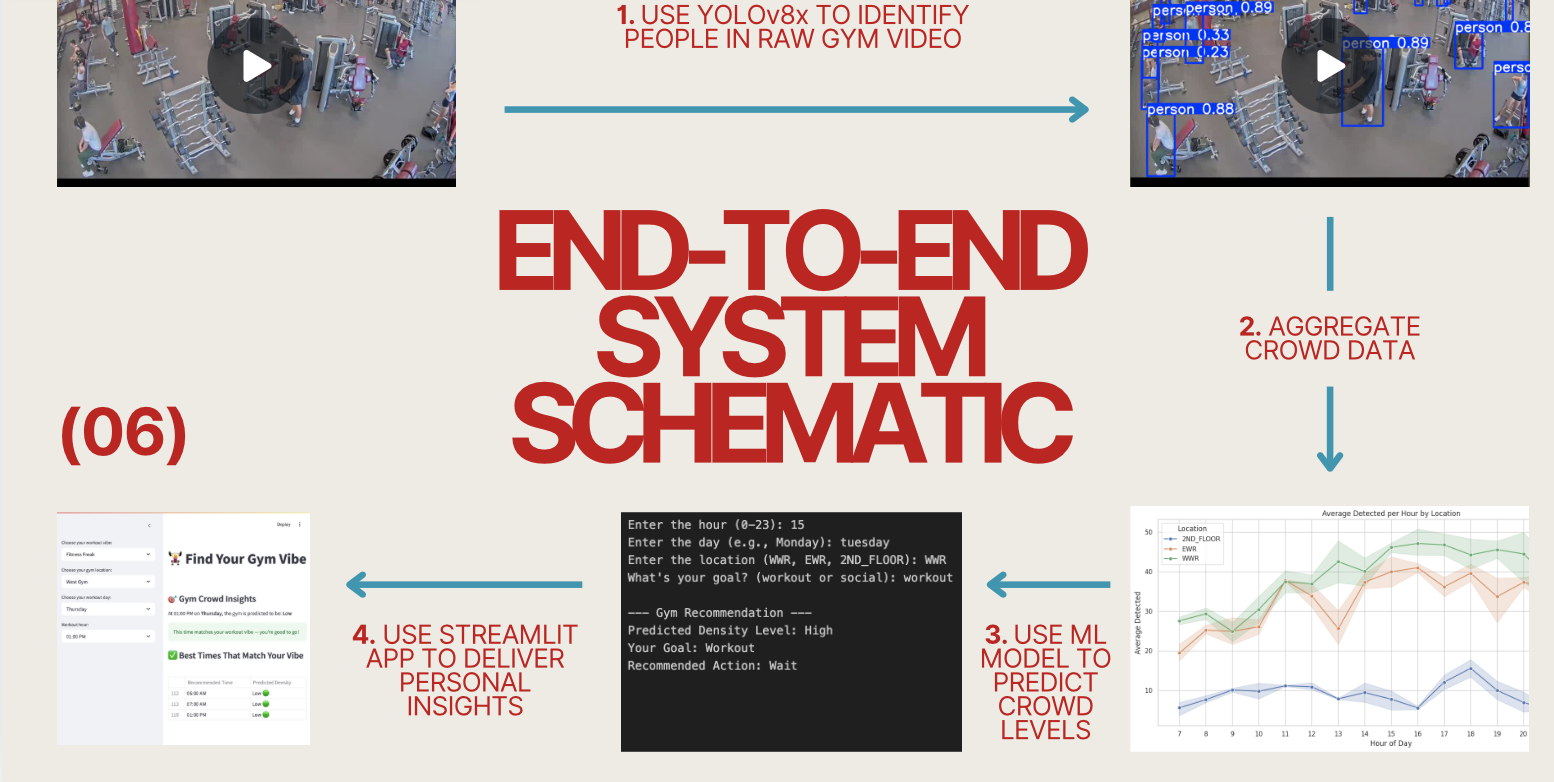 1. USE YOLOv8x TO IDENTIFY
PEOPLE IN RAW GYM VIDEO
person 0.89
person 0.33
person 0.23
person 0.88
person 0.89
person 0.8
perso
END-TO-END
SYSTEM
SCHEMATIC
2. AGGREGATE
CROWD DATA
(06)
Deploy
Choose your workout vibe:
Fitness Freak
Choose your gym location:
West Gym
Choose your workout day:
Thursday
Workout hour:
01:00 PM
Find Your Gym Vibe
Gym Crowd Insights
At 01:00 PM on Thursday, the gym is predicted to be: Low
This time matches your workout vibe — you're good to go!
Best Times That Match Your Vibe
Recommended Time Predicted Density
112 06:00 AM Low
113 07:00 AM Low
119 01:00 PM Low
4. USE STREAMLIT
APP TO DELIVER
PERSONAL
INSIGHTS
Enter the hour (0-23): 15
Enter the day (e.g., Monday): tuesday
Enter the location (WWR, EWR, 2ND_FLOOR): WWR
What's your goal? (workout or social): workout
--- Gym Recommendation ---
Predicted Density Level: High
Your Goal: Workout
Recommended Action: Wait
3. USE ML
MODEL TO
PREDICT
CROWD
LEVELS
Average Detected per Hour by Location
Location
2ND_FLOOR
EWR
WWR
Average Detected
50
40
30
20
10
7 8 9 10 11 12 13 14 15 16 17 18 19 20
Hour of Day